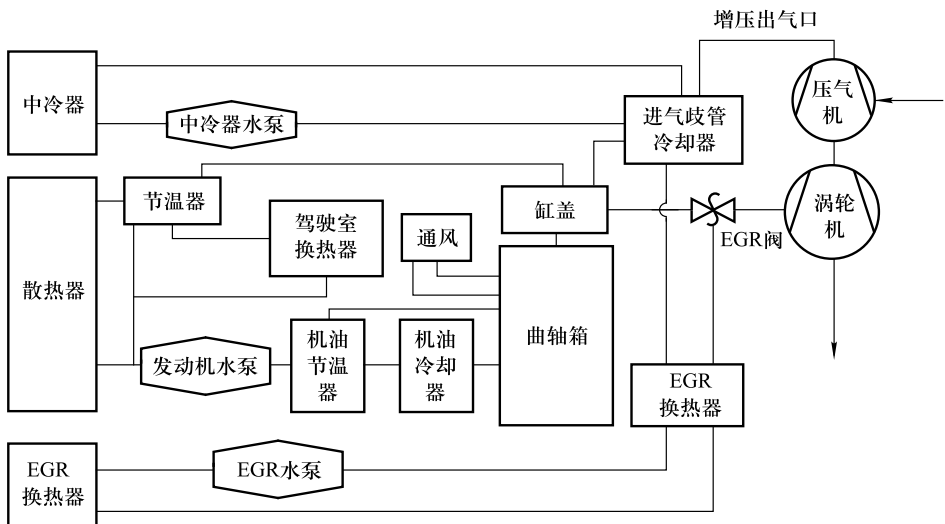 增压出气口
中冷器
中冷器水泵
进气歧管
冷却器
压气
机
节温器
驾驶室
换热器
通风
缸盖
EGR阀
涡轮
机
散热器
发动机水泵
机油
节温
器
机油
冷却
器
曲轴箱
EGR
换热器
EGR
换热器
EGR水泵